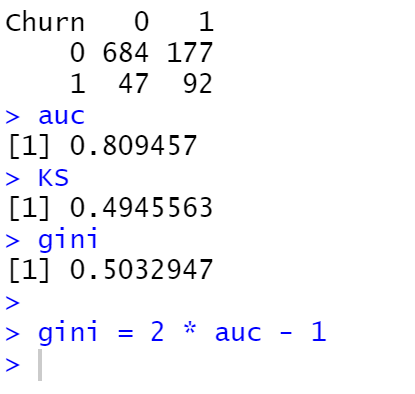 Churn   0   1
    0 684 177
    1  47  92
> auc
[1] 0.809457
> KS
[1] 0.4945563
> gini
[1] 0.5032947
>
> gini = 2 * auc - 1
>